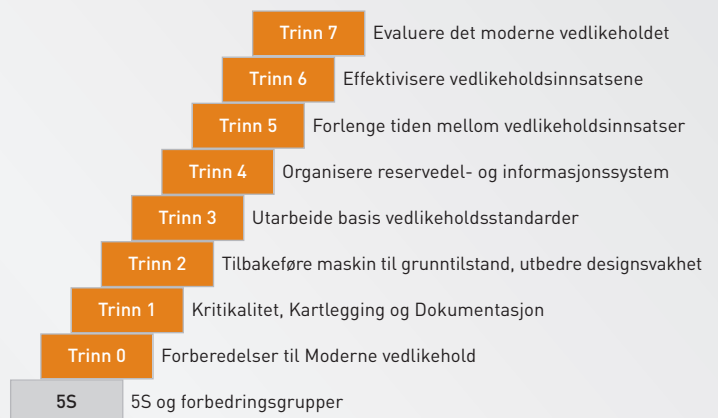 Trinn 7 Evaluere det moderne vedlikeholdet
Trinn 6 Effektivisere vedlikeholdsinnsatsene
Trinn 5 Forlenge tiden mellom vedlikeholdsinnsatser
Trinn 4 Organisere reservedel- og informasjonssystem
Trinn 3 Utarbeide basis vedlikeholdsstandarder
Trinn 2 Tilbakeføre maskin til grunntilstand, utbedre designsvakhet
Trinn 1 Kritikalitet, Kartlegging og Dokumentasjon
Trinn 0 Forberedelser til Moderne vedlikehold
5S 5S og forbedringsgrupper